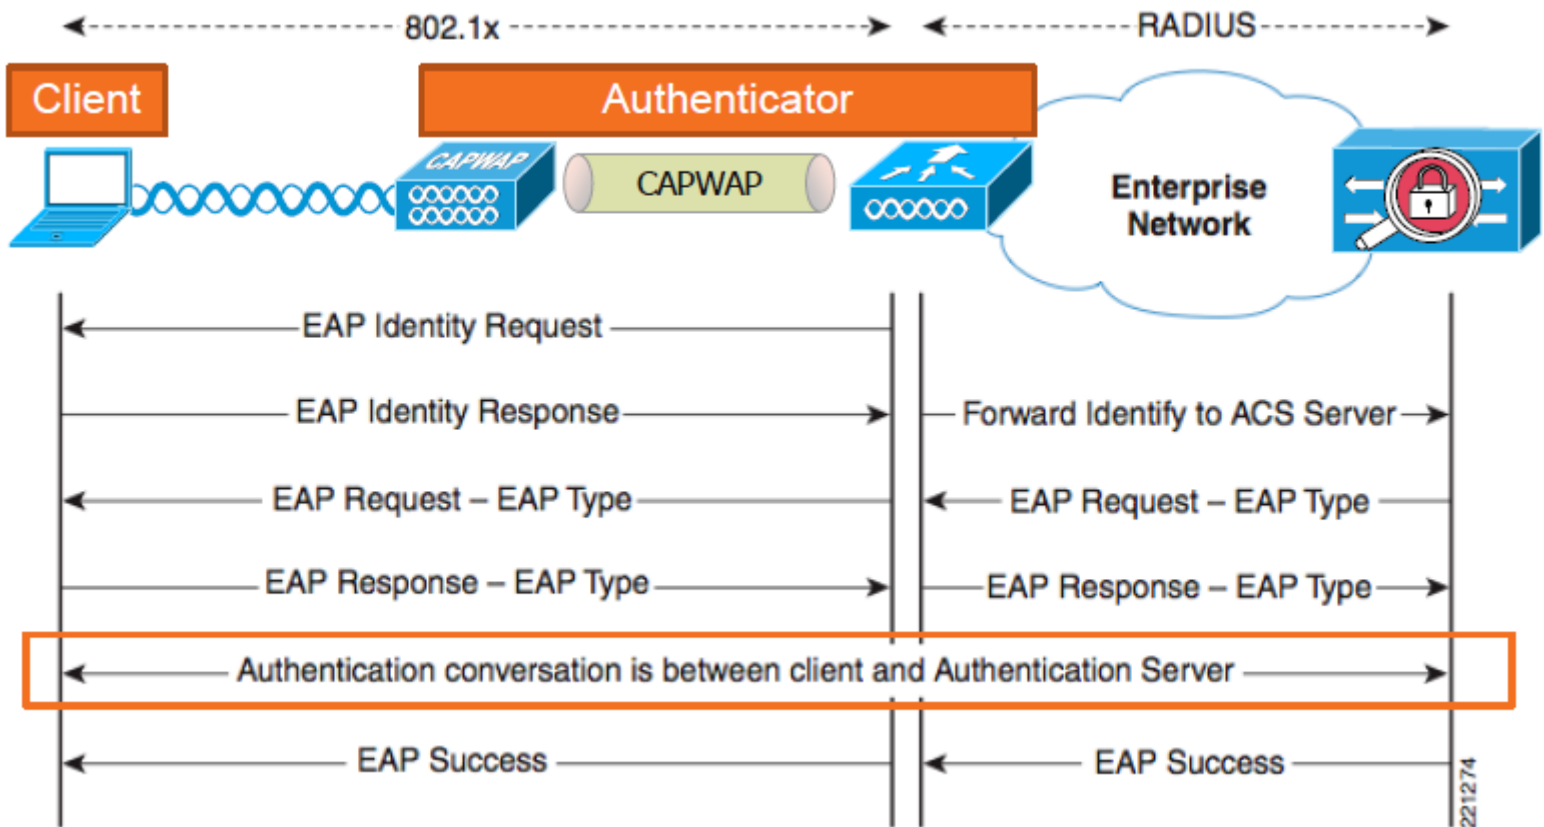 802.1x
RADIUS
Client
Authenticator
CAPWAP
CAPWAP
Enterprise
Network
EAP Identity Request
EAP Identity Response
Forward Identify to ACS Server
EAP Request – EAP Type
EAP Request – EAP Type
EAP Response – EAP Type
EAP Response – EAP Type
Authentication conversation is between client and Authentication Server
EAP Success
EAP Success
221274